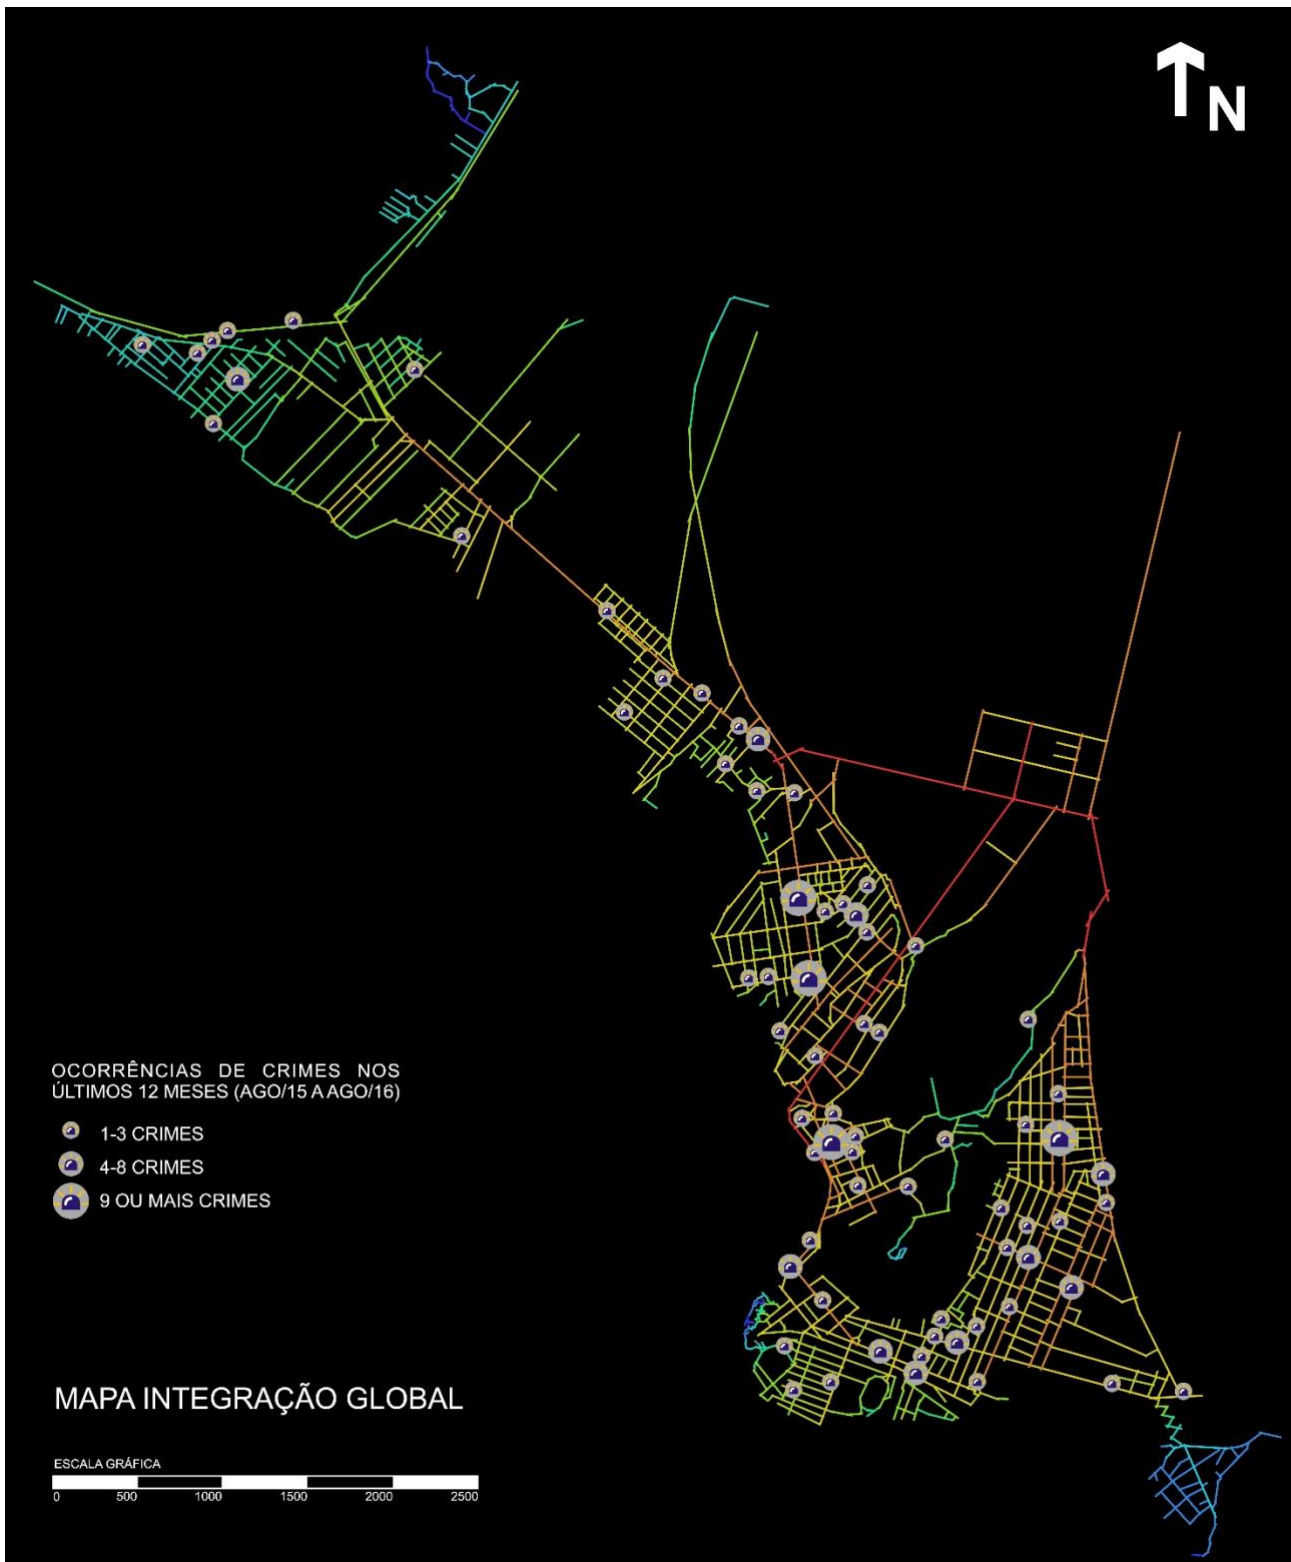 N
OCORRÊNCIAS DE CRIMES NOS
ÚLTIMOS 12 MESES (AGO/15 A AGO/16)
1-3 CRIMES
4-8 CRIMES
9 OU MAIS CRIMES
MAPA INTEGRAÇÃO GLOBAL
ESCALA GRÁFICA
0 500 1000 1500 2000 2500